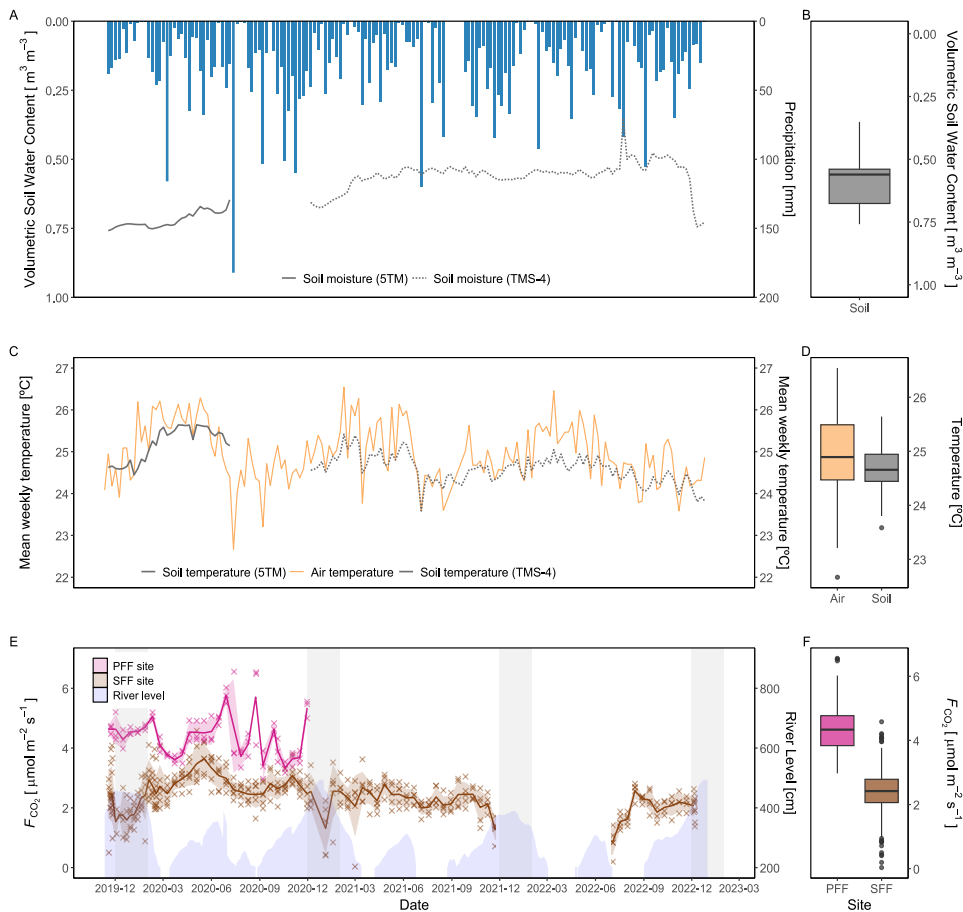 A
Volumetric Soil Water Content [ m³ m⁻³ ]
0.00
0.25
0.50
0.75
1.00
0
50
100
150
200
Precipitation [mm]
Soil moisture (5TM)
Soil moisture (TMS-4)
B
0.00
0.25
0.50
0.75
1.00
Volumetric Soil Water Content [ m³ m⁻³ ]
Soil
C
Mean weekly temperature [ºC]
27
26
25
24
23
22
27
26
25
24
23
22
Mean weekly temperature [ºC]
Soil temperature (5TM)
Air temperature
Soil temperature (TMS-4)
D
26
25
24
23
Temperature [ºC]
Air
Soil
E
PFF site
SFF site
River level
F_CO₂ [ µmol m⁻² s⁻¹ ]
6
4
2
0
800
600
400
200
River Level [cm]
2019-12
2020-03
2020-06
2020-09
2020-12
2021-03
2021-06
2021-09
2021-12
2022-03
2022-06
2022-09
2022-12
2023-03
Date
F
6
4
2
0
F_CO₂ [ µmol m⁻² s⁻¹ ]
PFF
SFF
Site